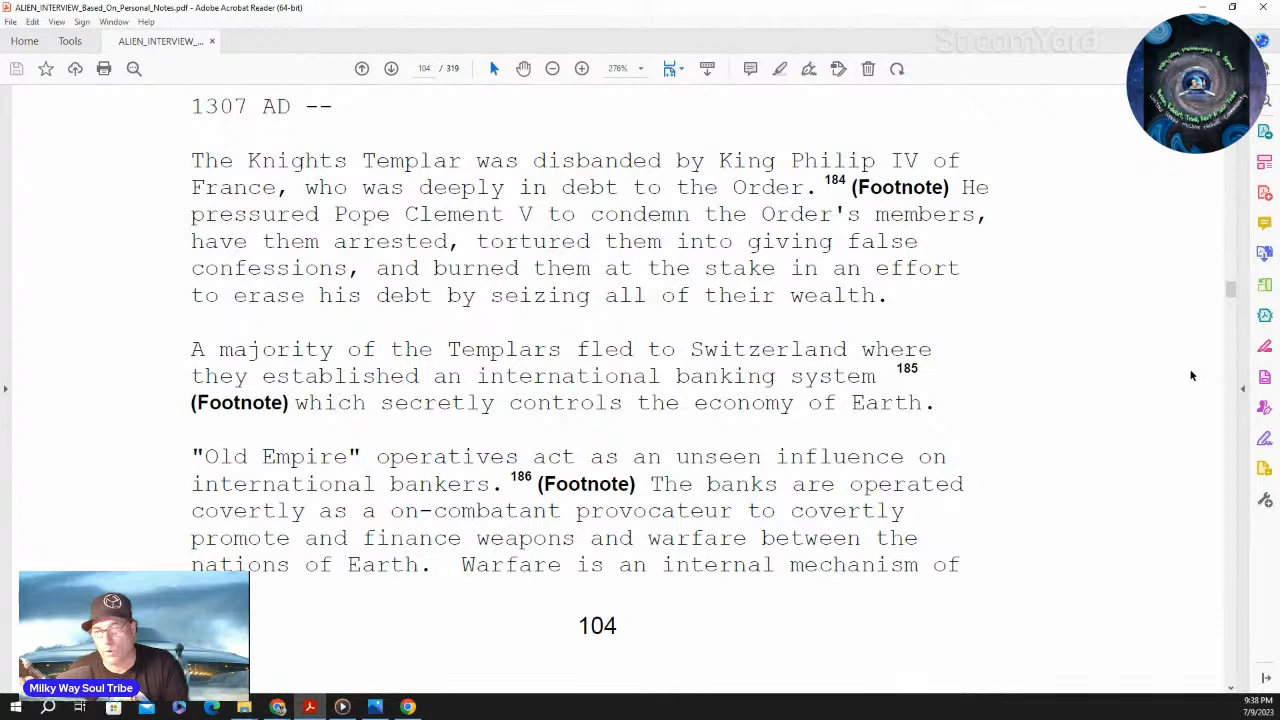 ALIEN_INTERVIEW_Based_On_Personal_Notes.pdf - Adobe Acrobat Reader (64-bit)
File Edit View Sign Window Help
Home Tools ALIEN_INTERVIEW_... ×
StreamYard
104 / 319 276%
1307 AD --
The Knights Templar was disbanded by King Philip IV of
France, who was deeply in debt to the Order. 184 (Footnote) He
pressured Pope Clement V to condemn the Order's members,
have them arrested, tortured them into giving false
confessions, and burned them at the stake in an effort
to erase his debt by seizing all of their wealth.
A majority of the Templars fled to Switzerland where
they established an international banking system 185
(Footnote) which secretly controls the economy of Earth.
"Old Empire" operatives act as an unseen influence on
international bankers. 186 (Footnote) The banks are operated
covertly as a on-combatant provocateur to covertly
promote and finance weapons and warfare between the
nations of Earth. Warfare is an internal mechanism of
104
Milky Way Soul Tribe
9:38 PM
7/9/2023